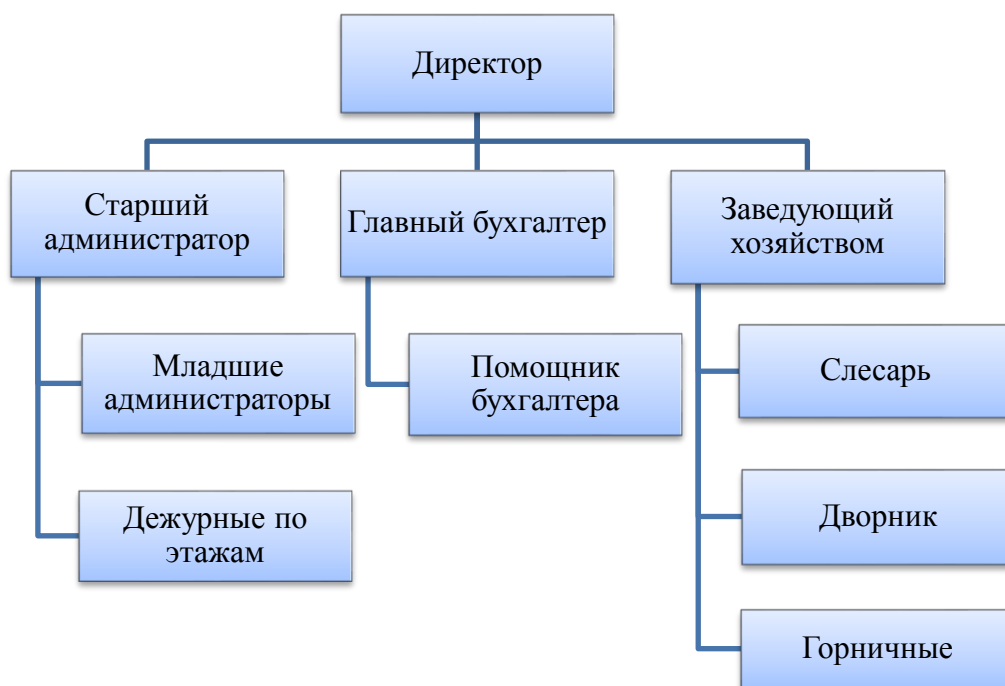 Директор
Старший
администратор
Главный бухгалтер
Заведующий
хозяйством
Младшие
администраторы
Помощник
бухгалтера
Слесарь
Дежурные по
этажам
Дворник
Горничные